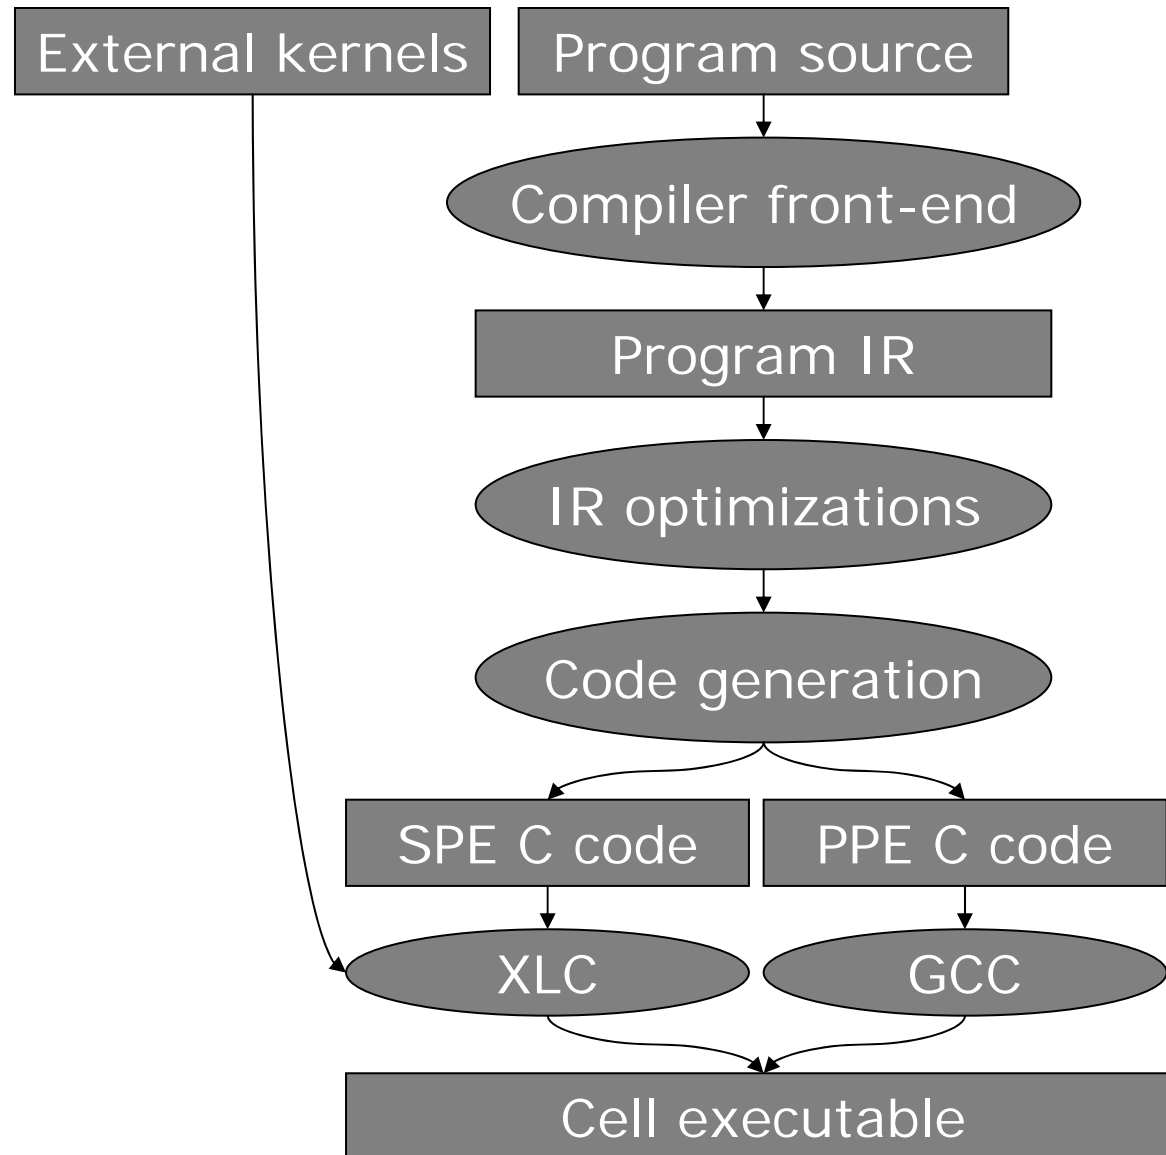 External kernels
Program source
Compiler front-end
Program IR
IR optimizations
Code generation
SPE C code
PPE C code
XLC
GCC
Cell executable